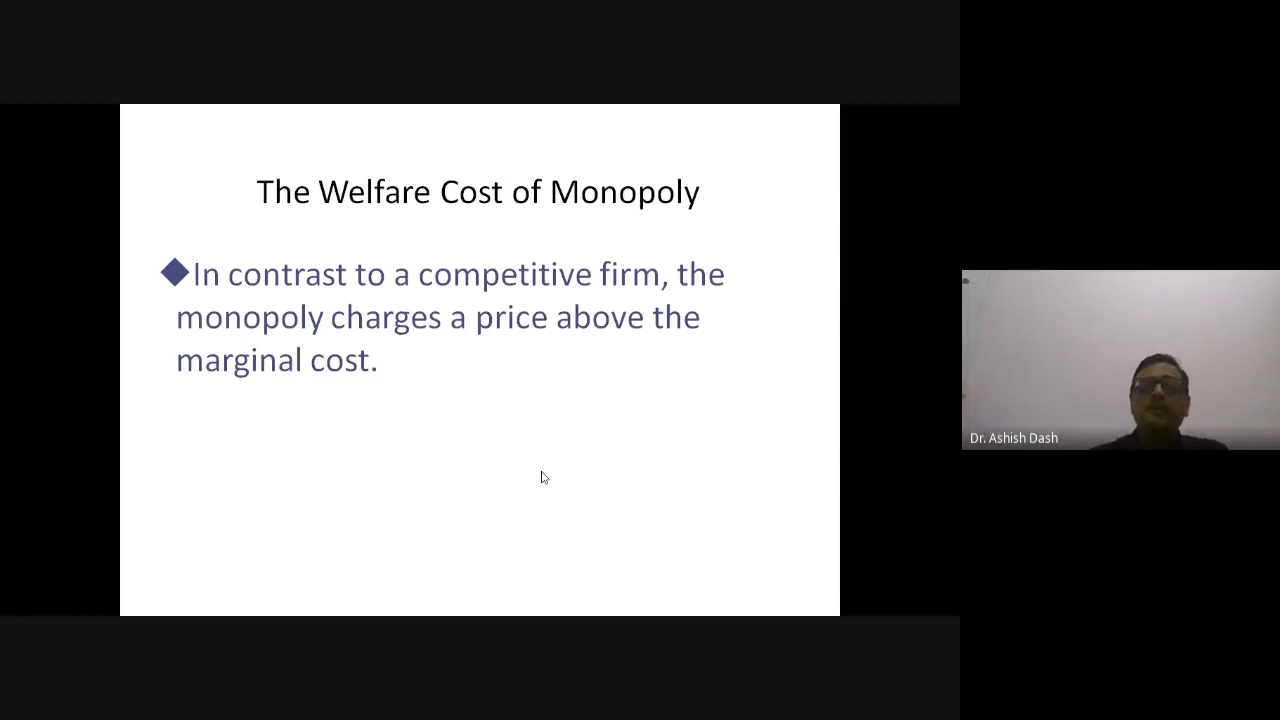 The Welfare Cost of Monopoly
◆In contrast to a competitive firm, the
monopoly charges a price above the
marginal cost.
Dr. Ashish Dash